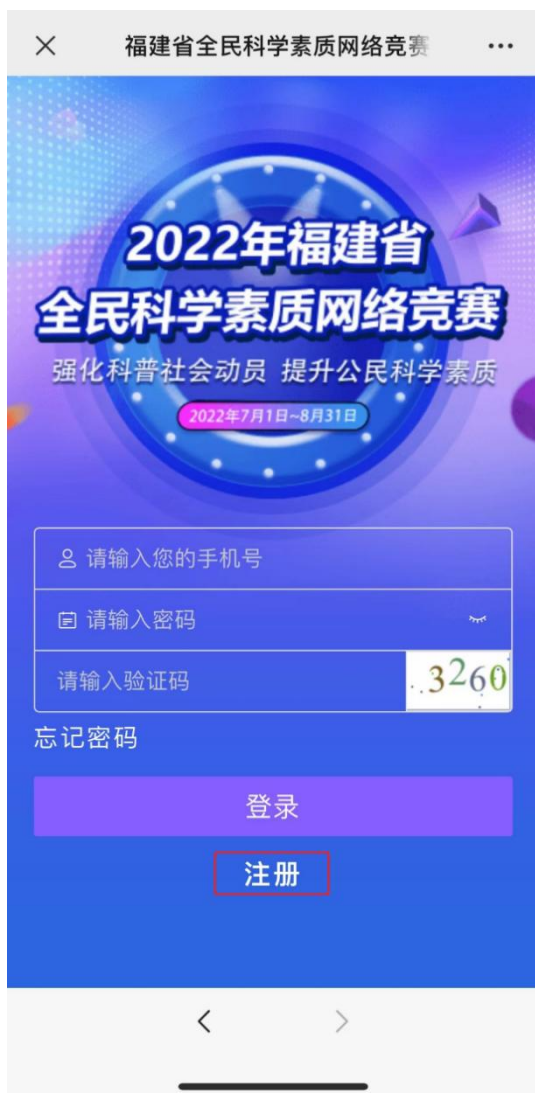 福建省全民科学素质网络竞赛
2022年福建省
全民科学素质网络竞赛
强化科普社会动员 提升公民科学素质
2022年7月1日~8月31日
请输入您的手机号
请输入密码
请输入验证码
3260
忘记密码
登录
注册